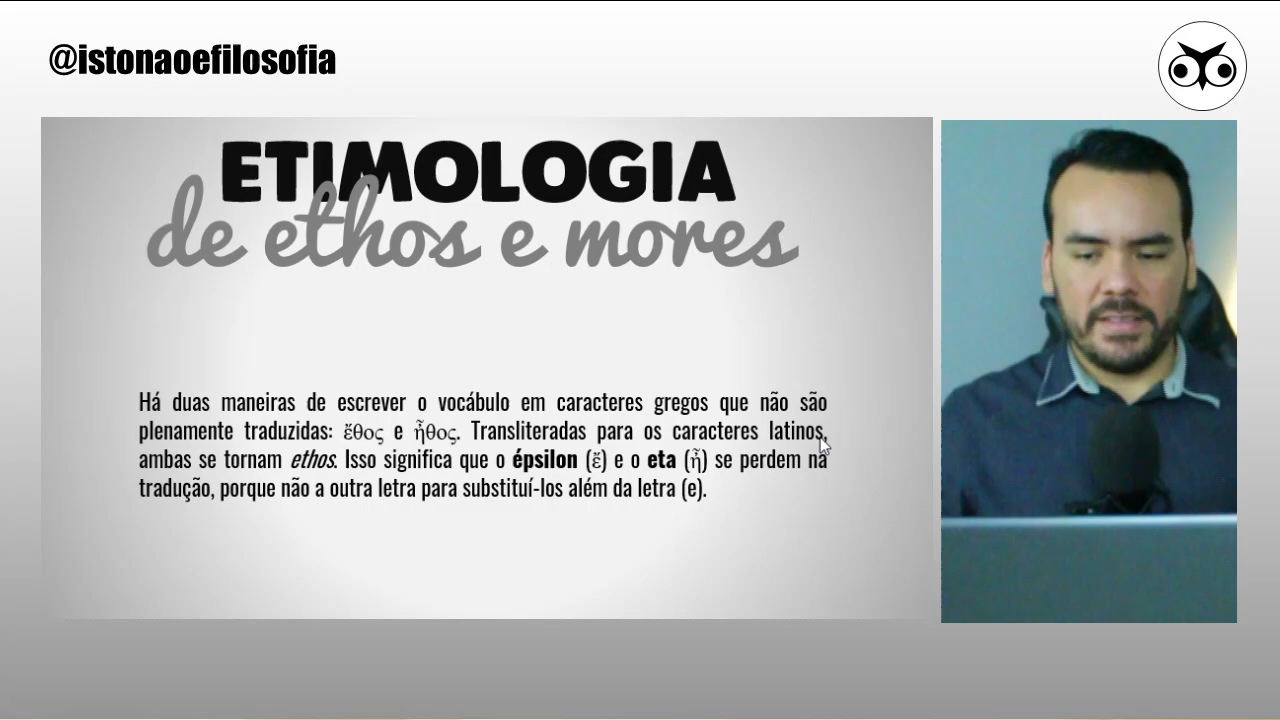 @istonaoefilosofia
ETIMOLOGIA
de ethos e mores
Há duas maneiras de escrever o vocábulo em caracteres gregos que não são
plenamente traduzidas: ἔθος e ἦθος. Transliteradas para os caracteres latinos,
ambas se tornam ethos. Isso significa que o épsilon (ἔ) e o eta (ἦ) se perdem na
tradução, porque não a outra letra para substituí-los além da letra (e).